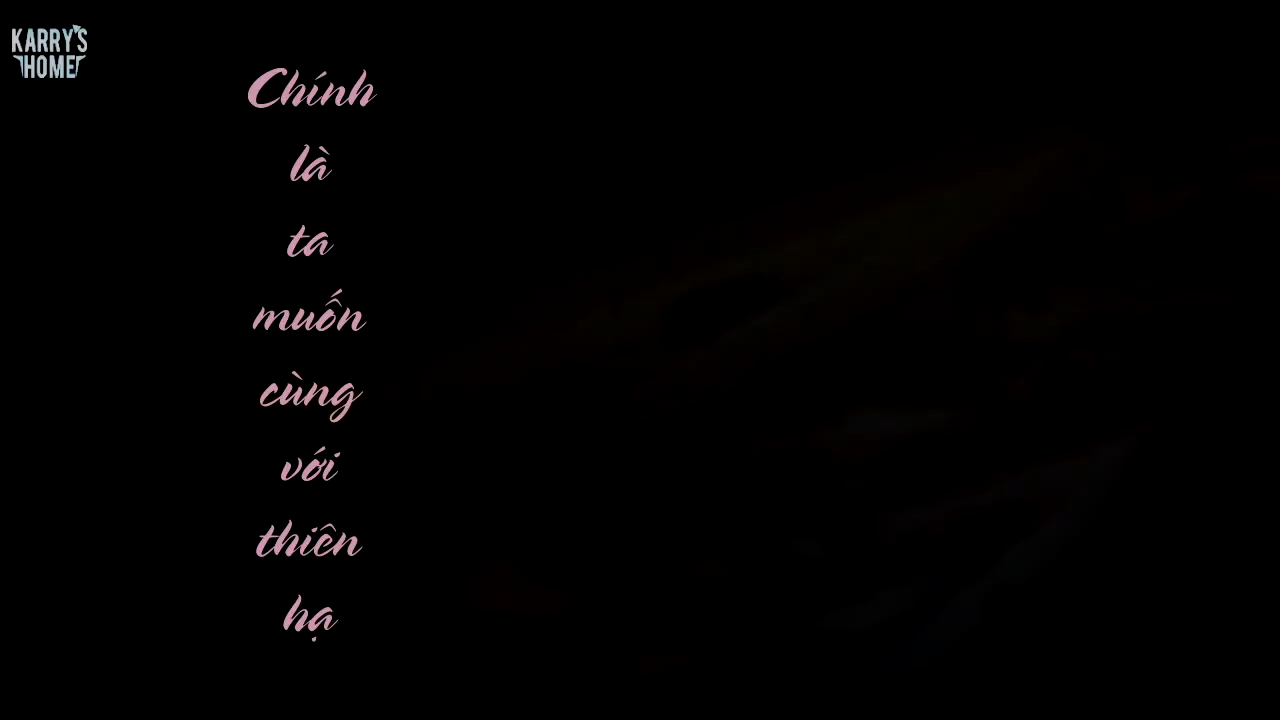 KARRY'S
HOME
Chính
là
ta
muốn
cùng
với
thiên
hạ